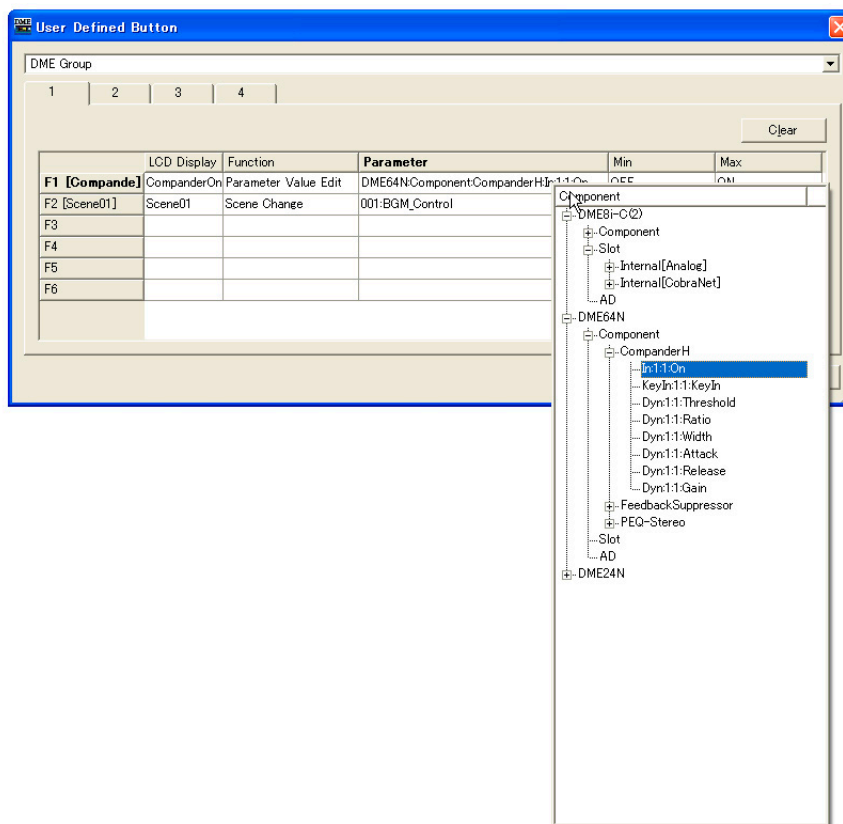 User Defined Button
DME Group
1 2 3 4
Clear
LCD Display Function Parameter Min Max
F1 [Compande] CompanderOn Parameter Value Edit DME64N:Component:CompanderH:In:1:1:On OFF ON
F2 [Scene01] Scene01 Scene Change 001:BGM_Control
F3
F4
F5
F6
Component
DME8i-C(2)
Component
Slot
Internal[Analog]
Internal[CobraNet]
AD
DME64N
Component
CompanderH
In:1:1:On
KeyIn:1:1:KeyIn
Dyn:1:1:Threshold
Dyn:1:1:Ratio
Dyn:1:1:Width
Dyn:1:1:Attack
Dyn:1:1:Release
Dyn:1:1:Gain
FeedbackSuppressor
PEQ-Stereo
Slot
AD
DME24N